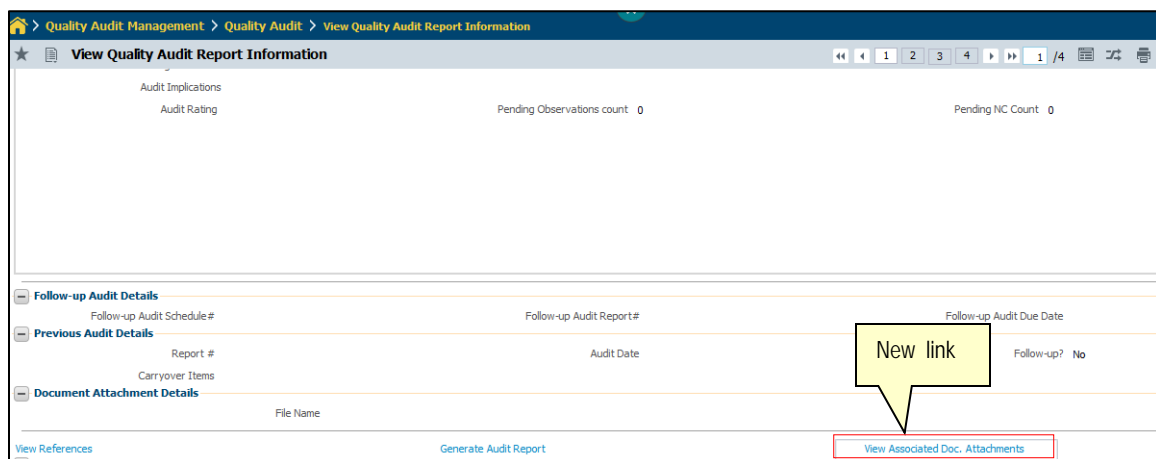 > Quality Audit Management > Quality Audit > View Quality Audit Report Information
View Quality Audit Report Information 1 2 3 4 1 /4
Audit Implications
Audit Rating Pending Observations count 0 Pending NC Count 0
Follow-up Audit Details
Follow-up Audit Schedule# Follow-up Audit Report# Follow-up Audit Due Date
Previous Audit Details
Report # Audit Date Follow-up? No
New link
Carryover Items
Document Attachment Details
File Name
View References Generate Audit Report View Associated Doc. Attachments